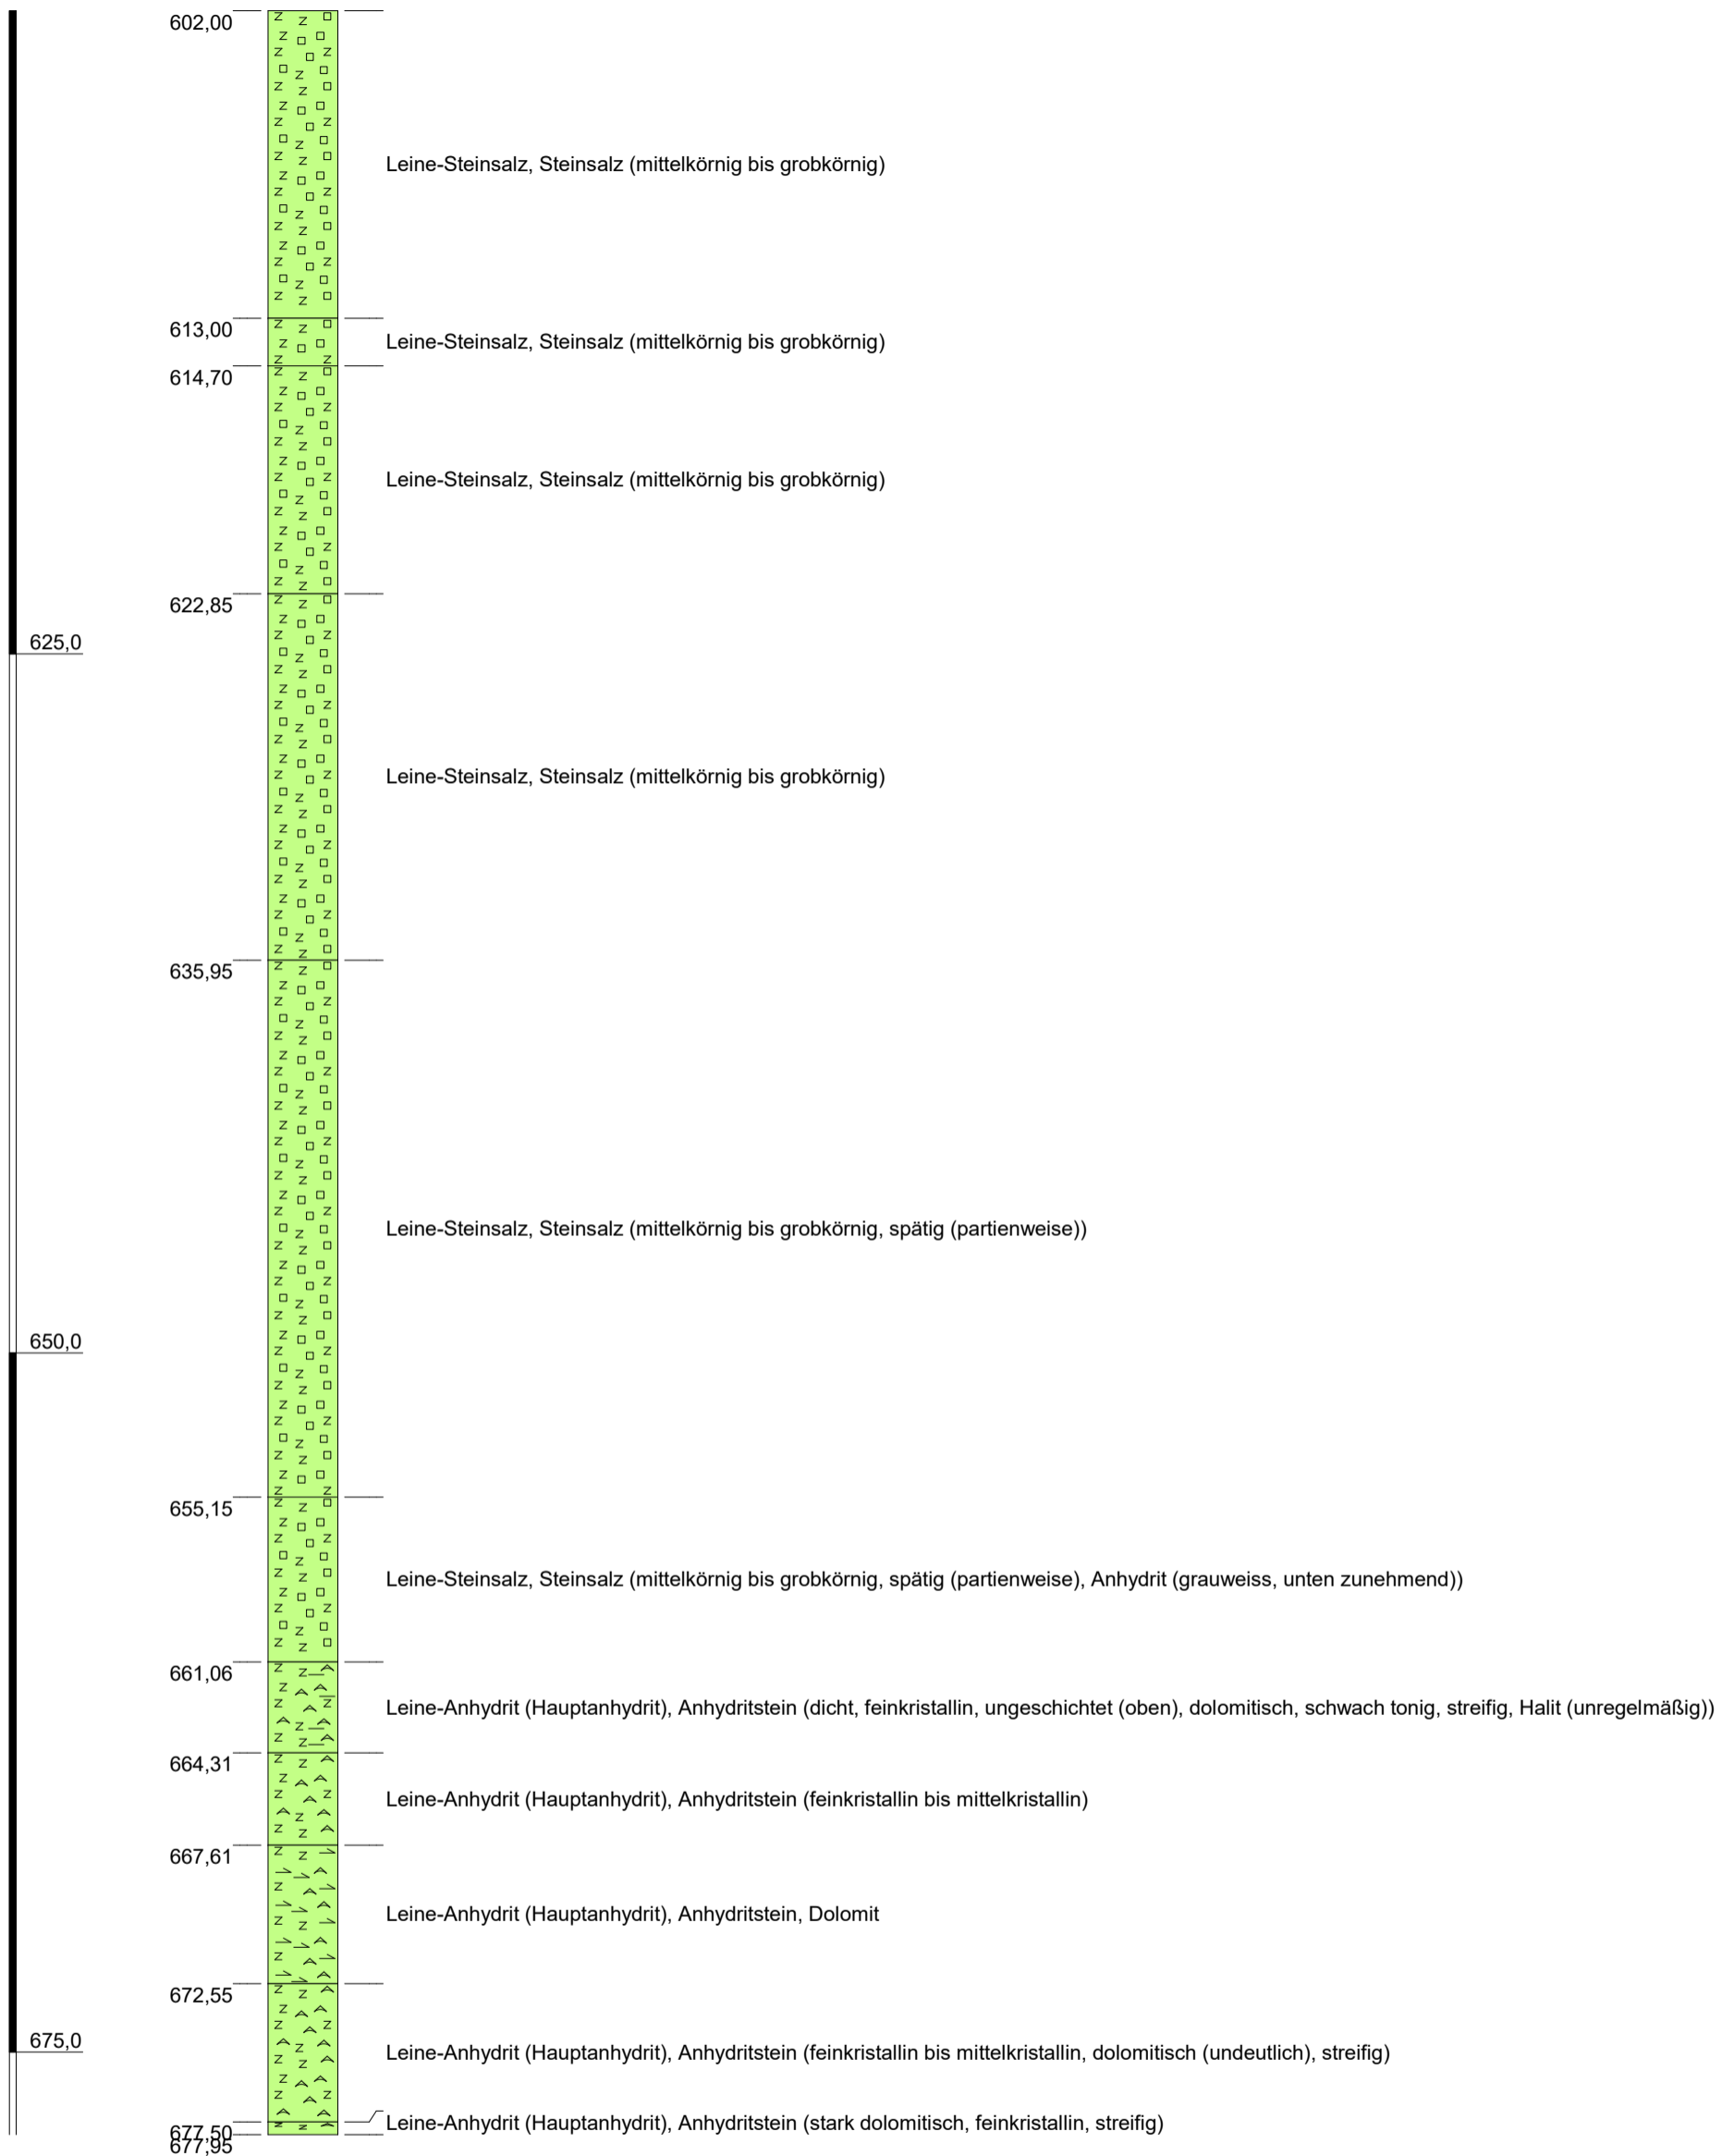 602,00
Leine-Steinsalz, Steinsalz (mittelkörnig bis grobkörnig)
613,00
Leine-Steinsalz, Steinsalz (mittelkörnig bis grobkörnig)
614,70
Leine-Steinsalz, Steinsalz (mittelkörnig bis grobkörnig)
622,85
625,0
Leine-Steinsalz, Steinsalz (mittelkörnig bis grobkörnig)
635,95
Leine-Steinsalz, Steinsalz (mittelkörnig bis grobkörnig, spätig (partienweise))
650,0
655,15
Leine-Steinsalz, Steinsalz (mittelkörnig bis grobkörnig, spätig (partienweise), Anhydrit (grauweiss, unten zunehmend))
661,06
Leine-Anhydrit (Hauptanhydrit), Anhydritstein (dicht, feinkristallin, ungeschichtet (oben), dolomitisch, schwach tonig, streifig, Halit (unregelmäßig))
664,31
Leine-Anhydrit (Hauptanhydrit), Anhydritstein (feinkristallin bis mittelkristallin)
667,61
Leine-Anhydrit (Hauptanhydrit), Anhydritstein, Dolomit
672,55
675,0
Leine-Anhydrit (Hauptanhydrit), Anhydritstein (feinkristallin bis mittelkristallin, dolomitisch (undeutlich), streifig)
677,50
Leine-Anhydrit (Hauptanhydrit), Anhydritstein (stark dolomitisch, feinkristallin, streifig)
677,95